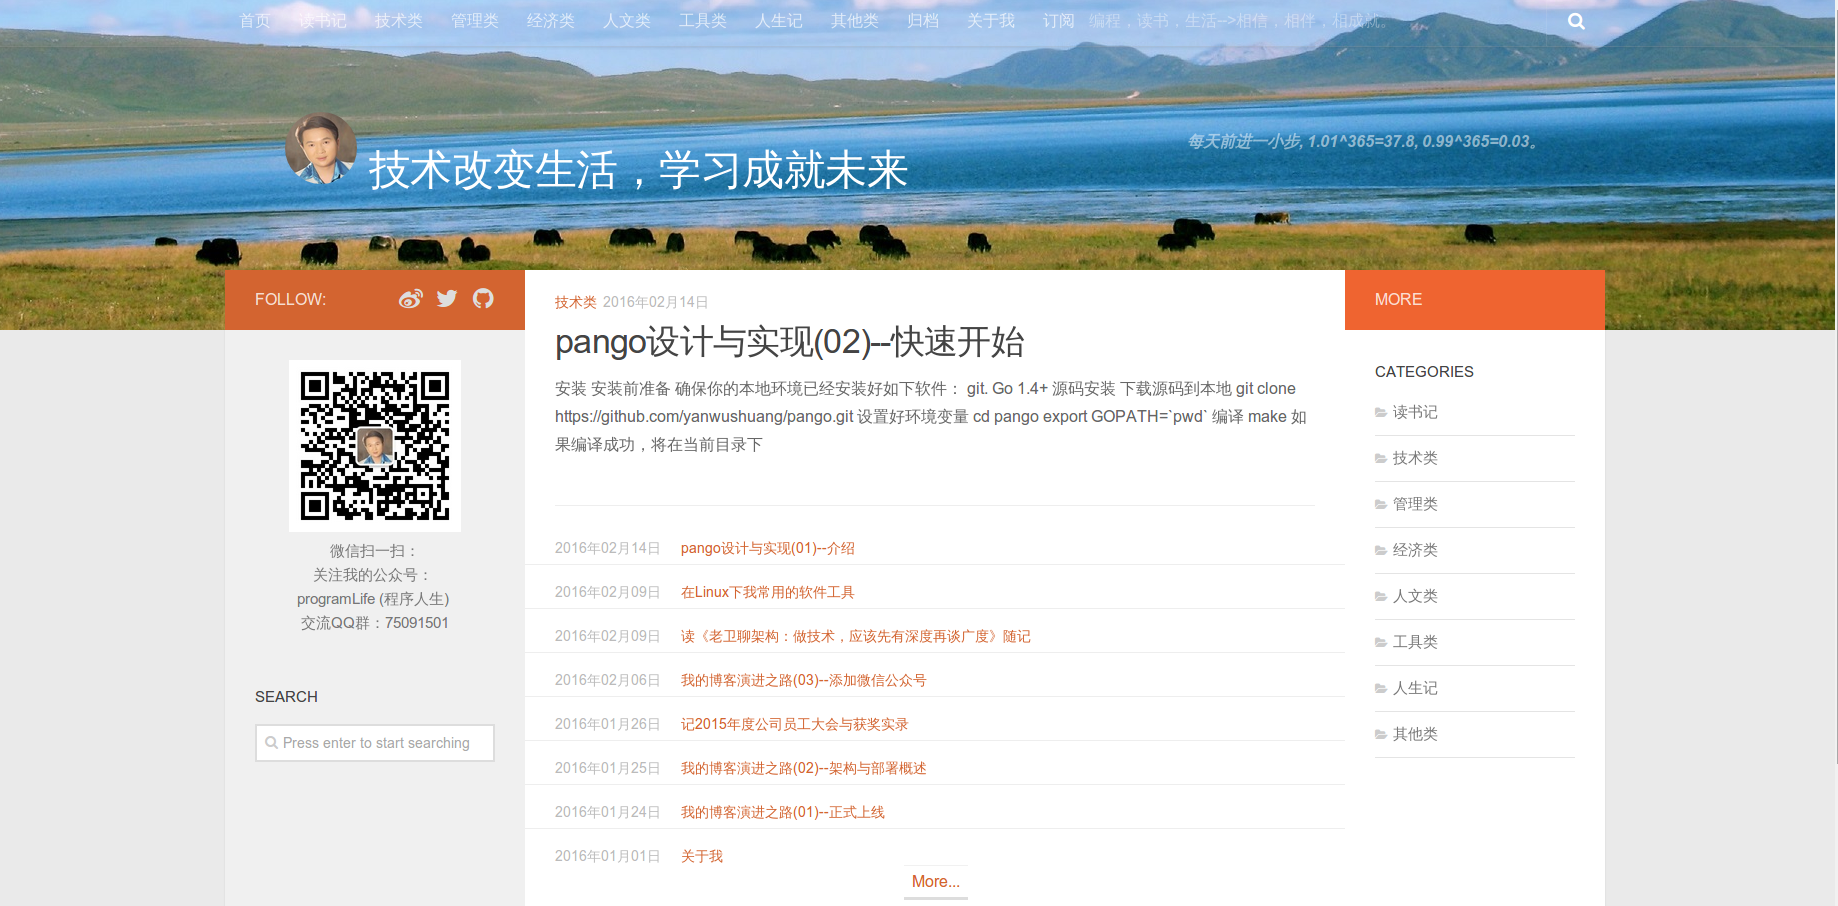 首页 读书记 技术类 管理类 经济类 人文类 工具类 人生记 其他类 归档 关于我 订阅 编程，读书，生活-->相信，相伴，相成就。
每天前进一小步, 1.01^365=37.8, 0.99^365=0.03。
技术改变生活，学习成就未来
FOLLOW:
微信扫一扫：
关注我的公众号：
programLife (程序人生)
交流QQ群：75091501
SEARCH
Press enter to start searching
技术类 2016年02月14日
pango设计与实现(02)--快速开始
安装 安装前准备 确保你的本地环境已经安装好如下软件： git. Go 1.4+ 源码安装 下载源码到本地 git clone
https://github.com/yanwushuang/pango.git 设置好环境变量 cd pango export GOPATH=`pwd` 编译 make 如
果编译成功，将在当前目录下
2016年02月14日 pango设计与实现(01)--介绍
2016年02月09日 在Linux下我常用的软件工具
2016年02月09日 读《老卫聊架构：做技术，应该先有深度再谈广度》随记
2016年02月06日 我的博客演进之路(03)--添加微信公众号
2016年01月26日 记2015年度公司员工大会与获奖实录
2016年01月25日 我的博客演进之路(02)--架构与部署概述
2016年01月24日 我的博客演进之路(01)--正式上线
2016年01月01日 关于我
More...
MORE
CATEGORIES
读书记
技术类
管理类
经济类
人文类
工具类
人生记
其他类